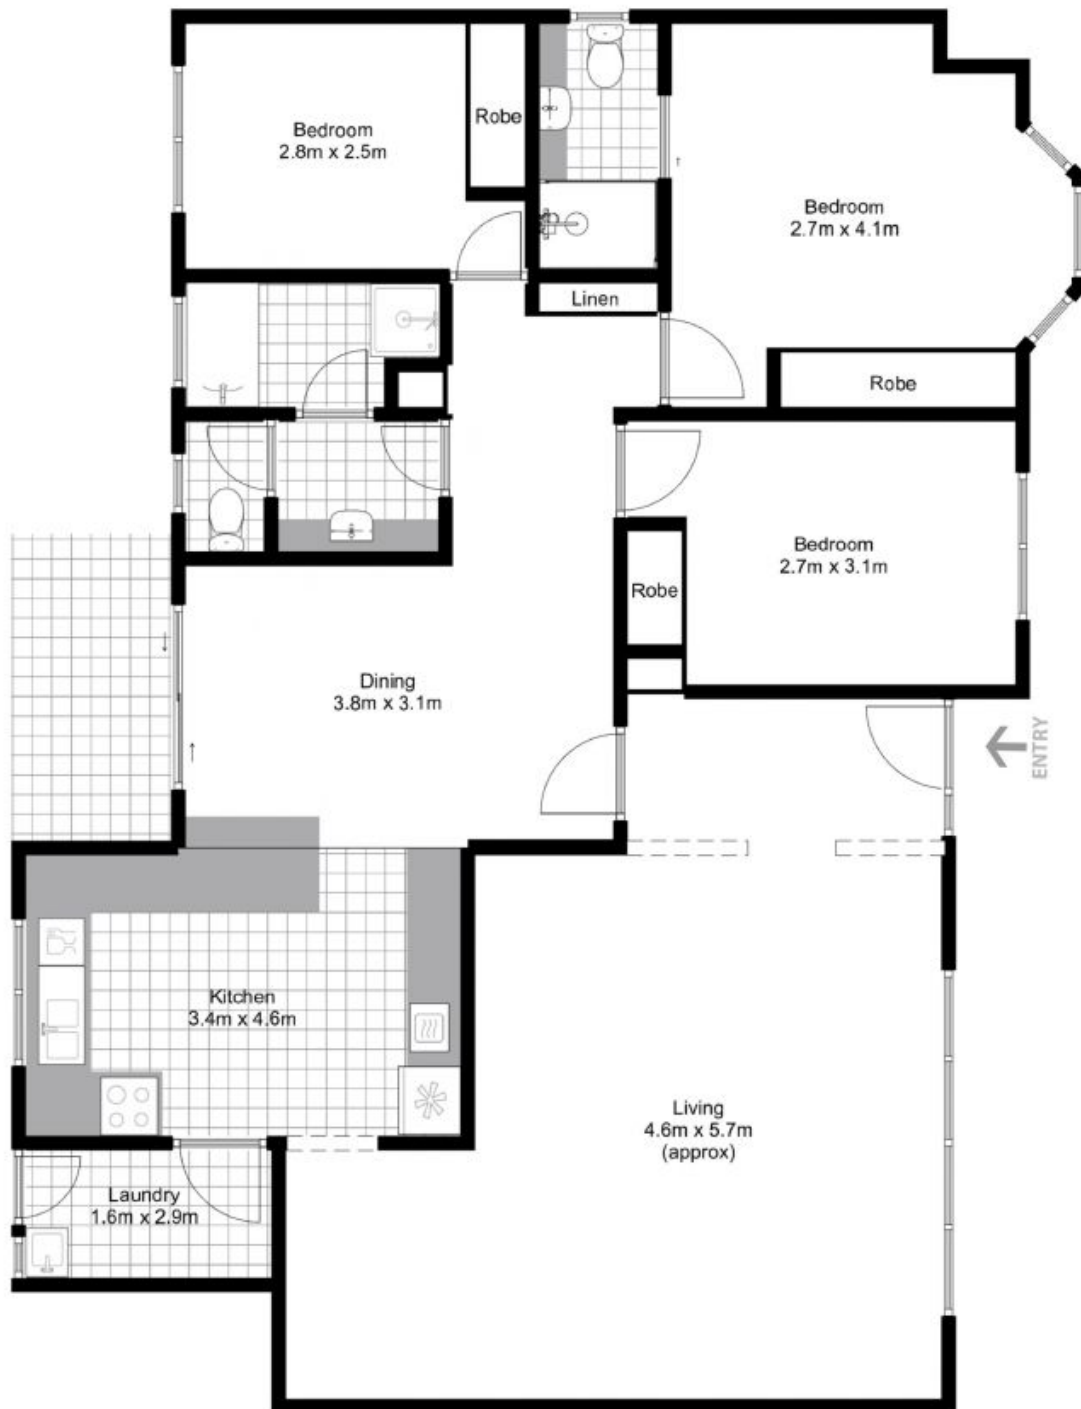 Bedroom
2.8m x 2.5m
Robe
Bedroom
2.7m x 4.1m
Linen
Robe
Bedroom
2.7m x 3.1m
Robe
Dining
3.8m x 3.1m
ENTRY
Kitchen
3.4m x 4.6m
Living
4.6m x 5.7m
(approx)
Laundry
1.6m x 2.9m